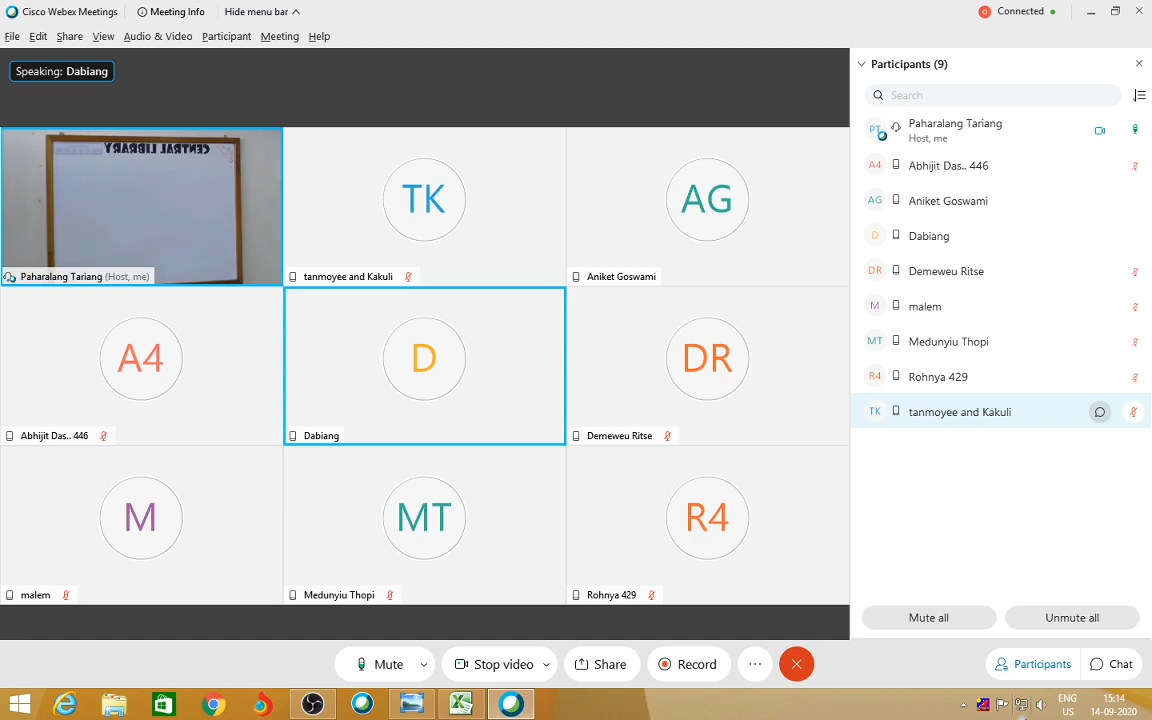 Cisco Webex Meetings
Meeting Info
Hide menu bar
Connected
File Edit Share View Audio & Video Participant Meeting Help
Speaking: Dabiang
CENTRAL LIBRARY
Paharalang Tariang (Host, me)
TK
tanmoyee and Kakuli
AG
Aniket Goswami
A4
Abhijit Das.. 446
D
Dabiang
DR
Demeweu Ritse
M
malem
MT
Medunyiu Thopi
R4
Rohnya 429
Participants (9)
Search
PT Paharalang Tariang
Host, me
A4 Abhijit Das.. 446
AG Aniket Goswami
D Dabiang
DR Demeweu Ritse
M malem
MT Medunyiu Thopi
R4 Rohnya 429
TK tanmoyee and Kakuli
Mute all Unmute all
Mute Stop video Share Record
Participants Chat
ENG 15:14
US 14-09-2020